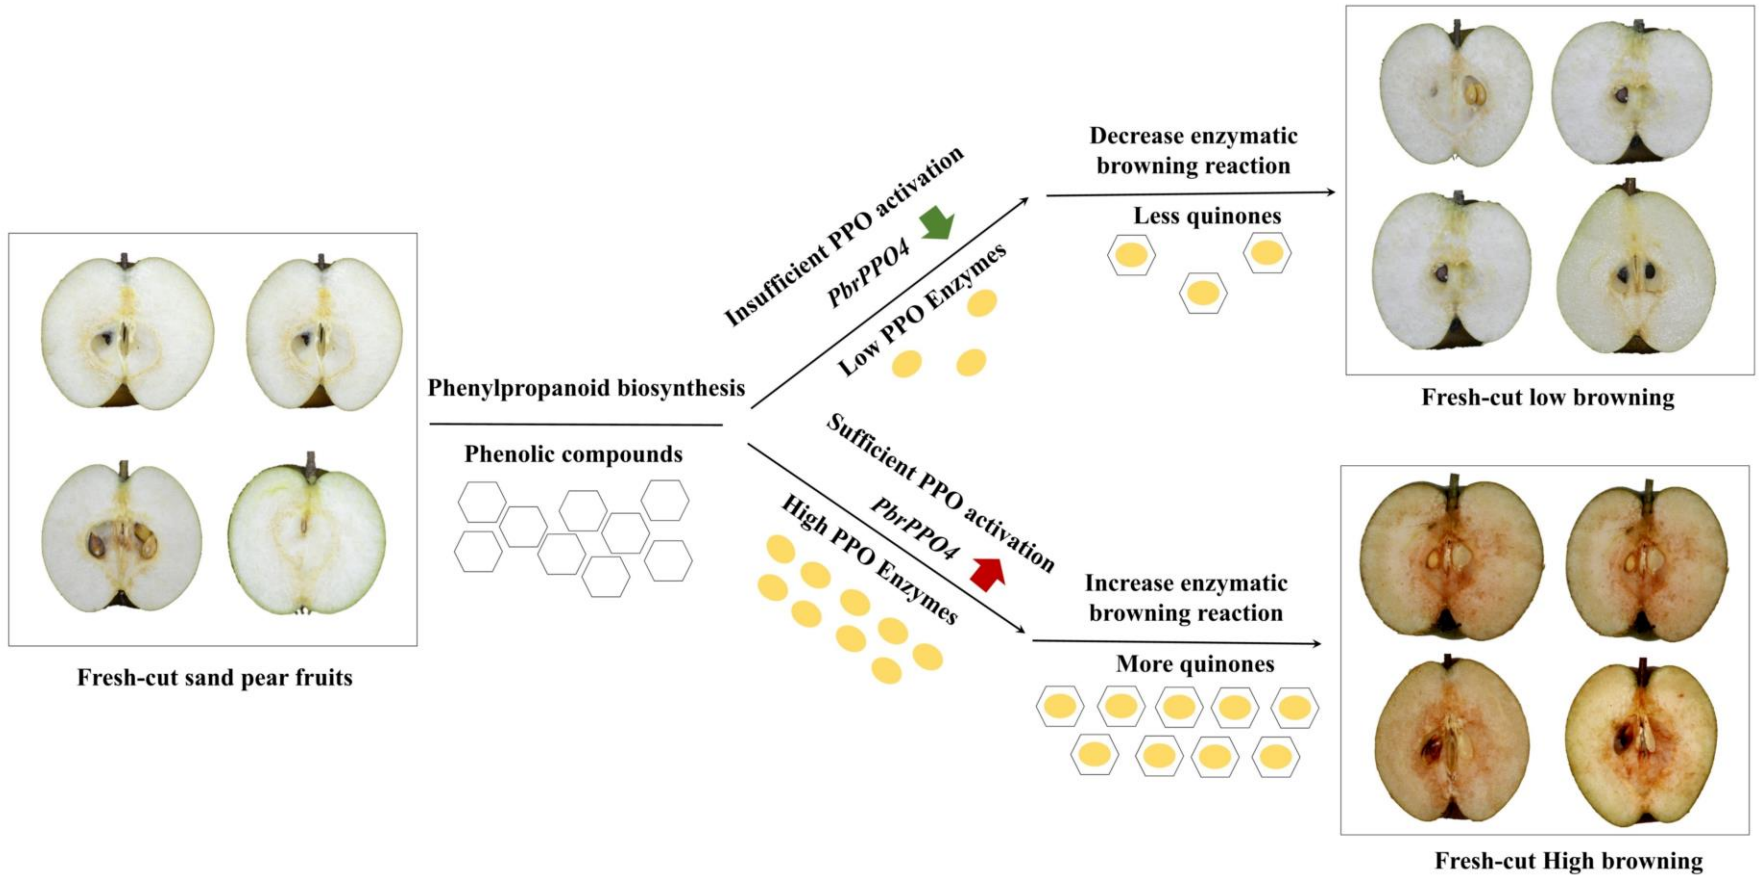 Fresh-cut sand pear fruits
Phenylpropanoid biosynthesis
Phenolic compounds
Insufficient PPO activation
PbrPPO4
Low PPO Enzymes
Decrease enzymatic
browning reaction
Less quinones
Fresh-cut low browning
Sufficient PPO activation
PbrPPO4
High PPO Enzymes
Increase enzymatic
browning reaction
More quinones
Fresh-cut High browning